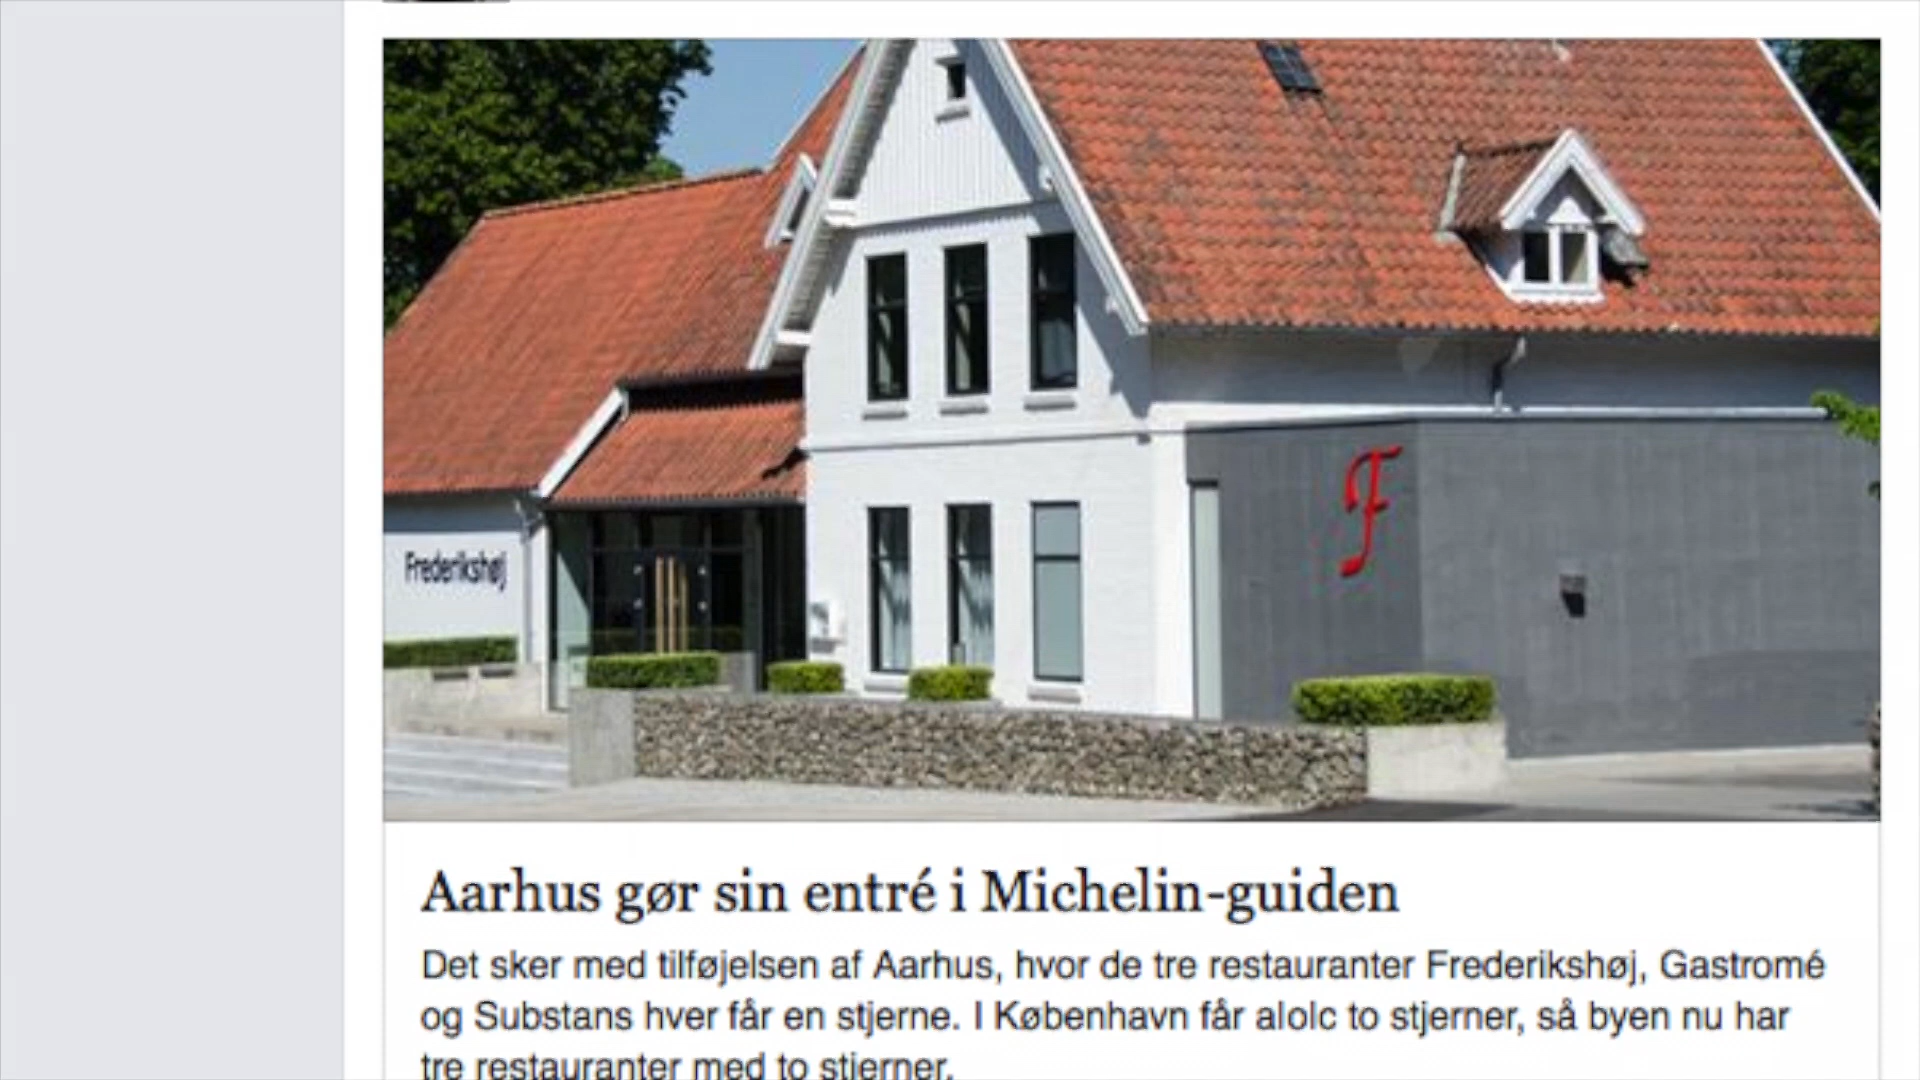 Frederikshøj
F
Aarhus gør sin entré i Michelin-guiden
Det sker med tilføjelsen af Aarhus, hvor de tre restauranter Frederikshøj, Gastromé
og Substans hver får en stjerne. I København får alolc to stjerner, så byen nu har
tre restauranter med to stjerner.